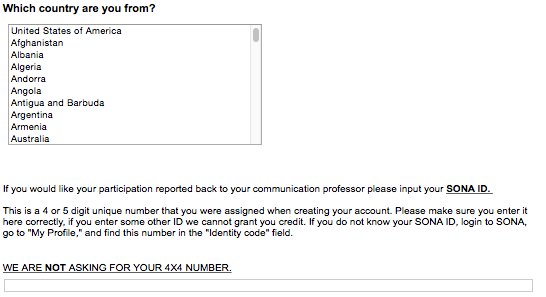 Which country are you from?
United States of America
Afghanistan
Albania
Algeria
Andorra
Angola
Antigua and Barbuda
Argentina
Armenia
Australia
If you would like your participation reported back to your communication professor please input your SONA ID.
This is a 4 or 5 digit unique number that you were assigned when creating your account. Please make sure you enter it
here correctly, if you enter some other ID we cannot grant you credit. If you do not know your SONA ID, login to SONA,
go to "My Profile," and find this number in the "Identity code" field.
WE ARE NOT ASKING FOR YOUR 4X4 NUMBER.